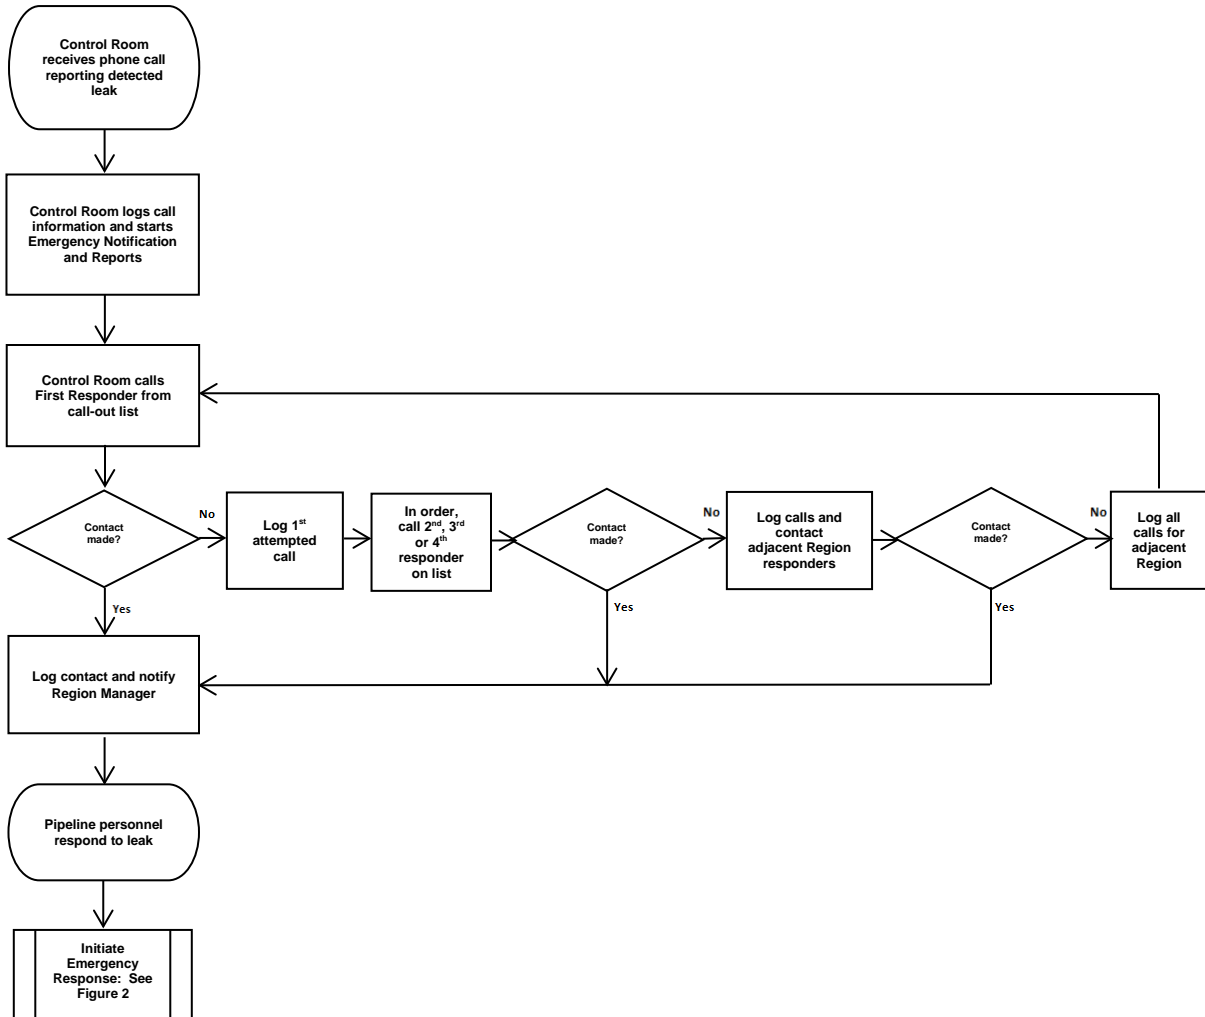 Control Room
receives phone call
reporting detected
leak
Control Room logs call
information and starts
Emergency Notification
and Reports
Control Room calls
First Responder from
call-out list
Contact
made?
No
Yes
Log 1st
attempted
call
In order,
call 2nd, 3rd
or 4th
responder
on list
Contact
made?
No
Yes
Log calls and
contact
adjacent Region
responders
Contact
made?
No
Yes
Log all
calls for
adjacent
Region
Log contact and notify
Region Manager
Pipeline personnel
respond to leak
Initiate
Emergency
Response: See
Figure 2